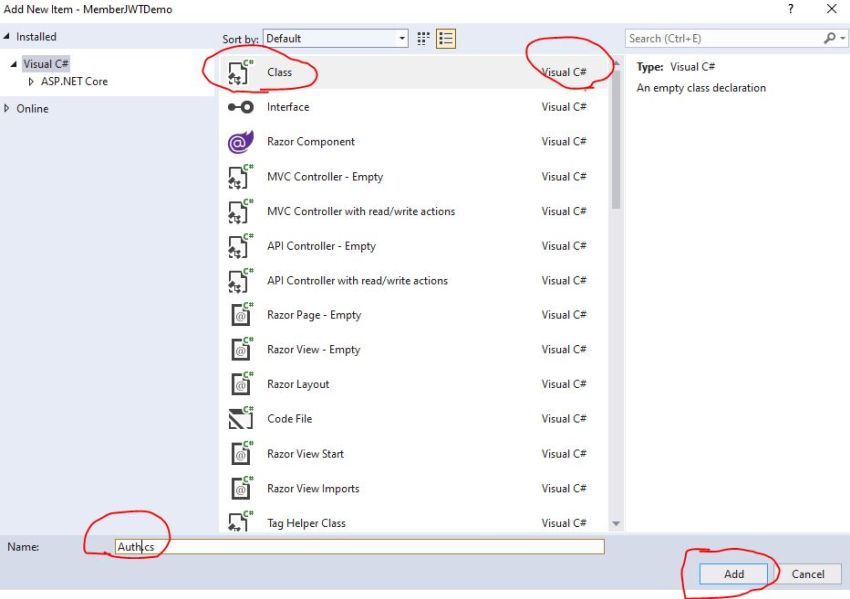 Add New Item - MemberJWTDemo
?
Installed
Sort by: Default
Search (Ctrl+E)
Visual C#
ASP.NET Core
Online
C# Class Visual C#
Interface Visual C#
@ Razor Component Visual C#
C# MVC Controller - Empty Visual C#
C# MVC Controller with read/write actions Visual C#
C# API Controller - Empty Visual C#
C# API Controller with read/write actions Visual C#
C# @ Razor Page - Empty Visual C#
C# @ Razor View - Empty Visual C#
C# @ Razor Layout Visual C#
C# Code File Visual C#
C# @ Razor View Start Visual C#
C# @ Razor View Imports Visual C#
C# Tag Helper Class Visual C#
Type: Visual C#
An empty class declaration
Name: Auth.cs
Add Cancel